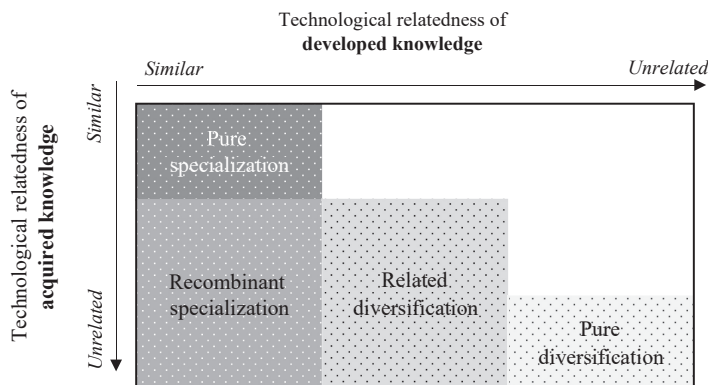 Technological relatedness of
developed knowledge
Similar
Unrelated
Technological relatedness of
acquired knowledge
Similar
Unrelated
Pure
specialization
Recombinant
specialization
Related
diversification
Pure
diversification